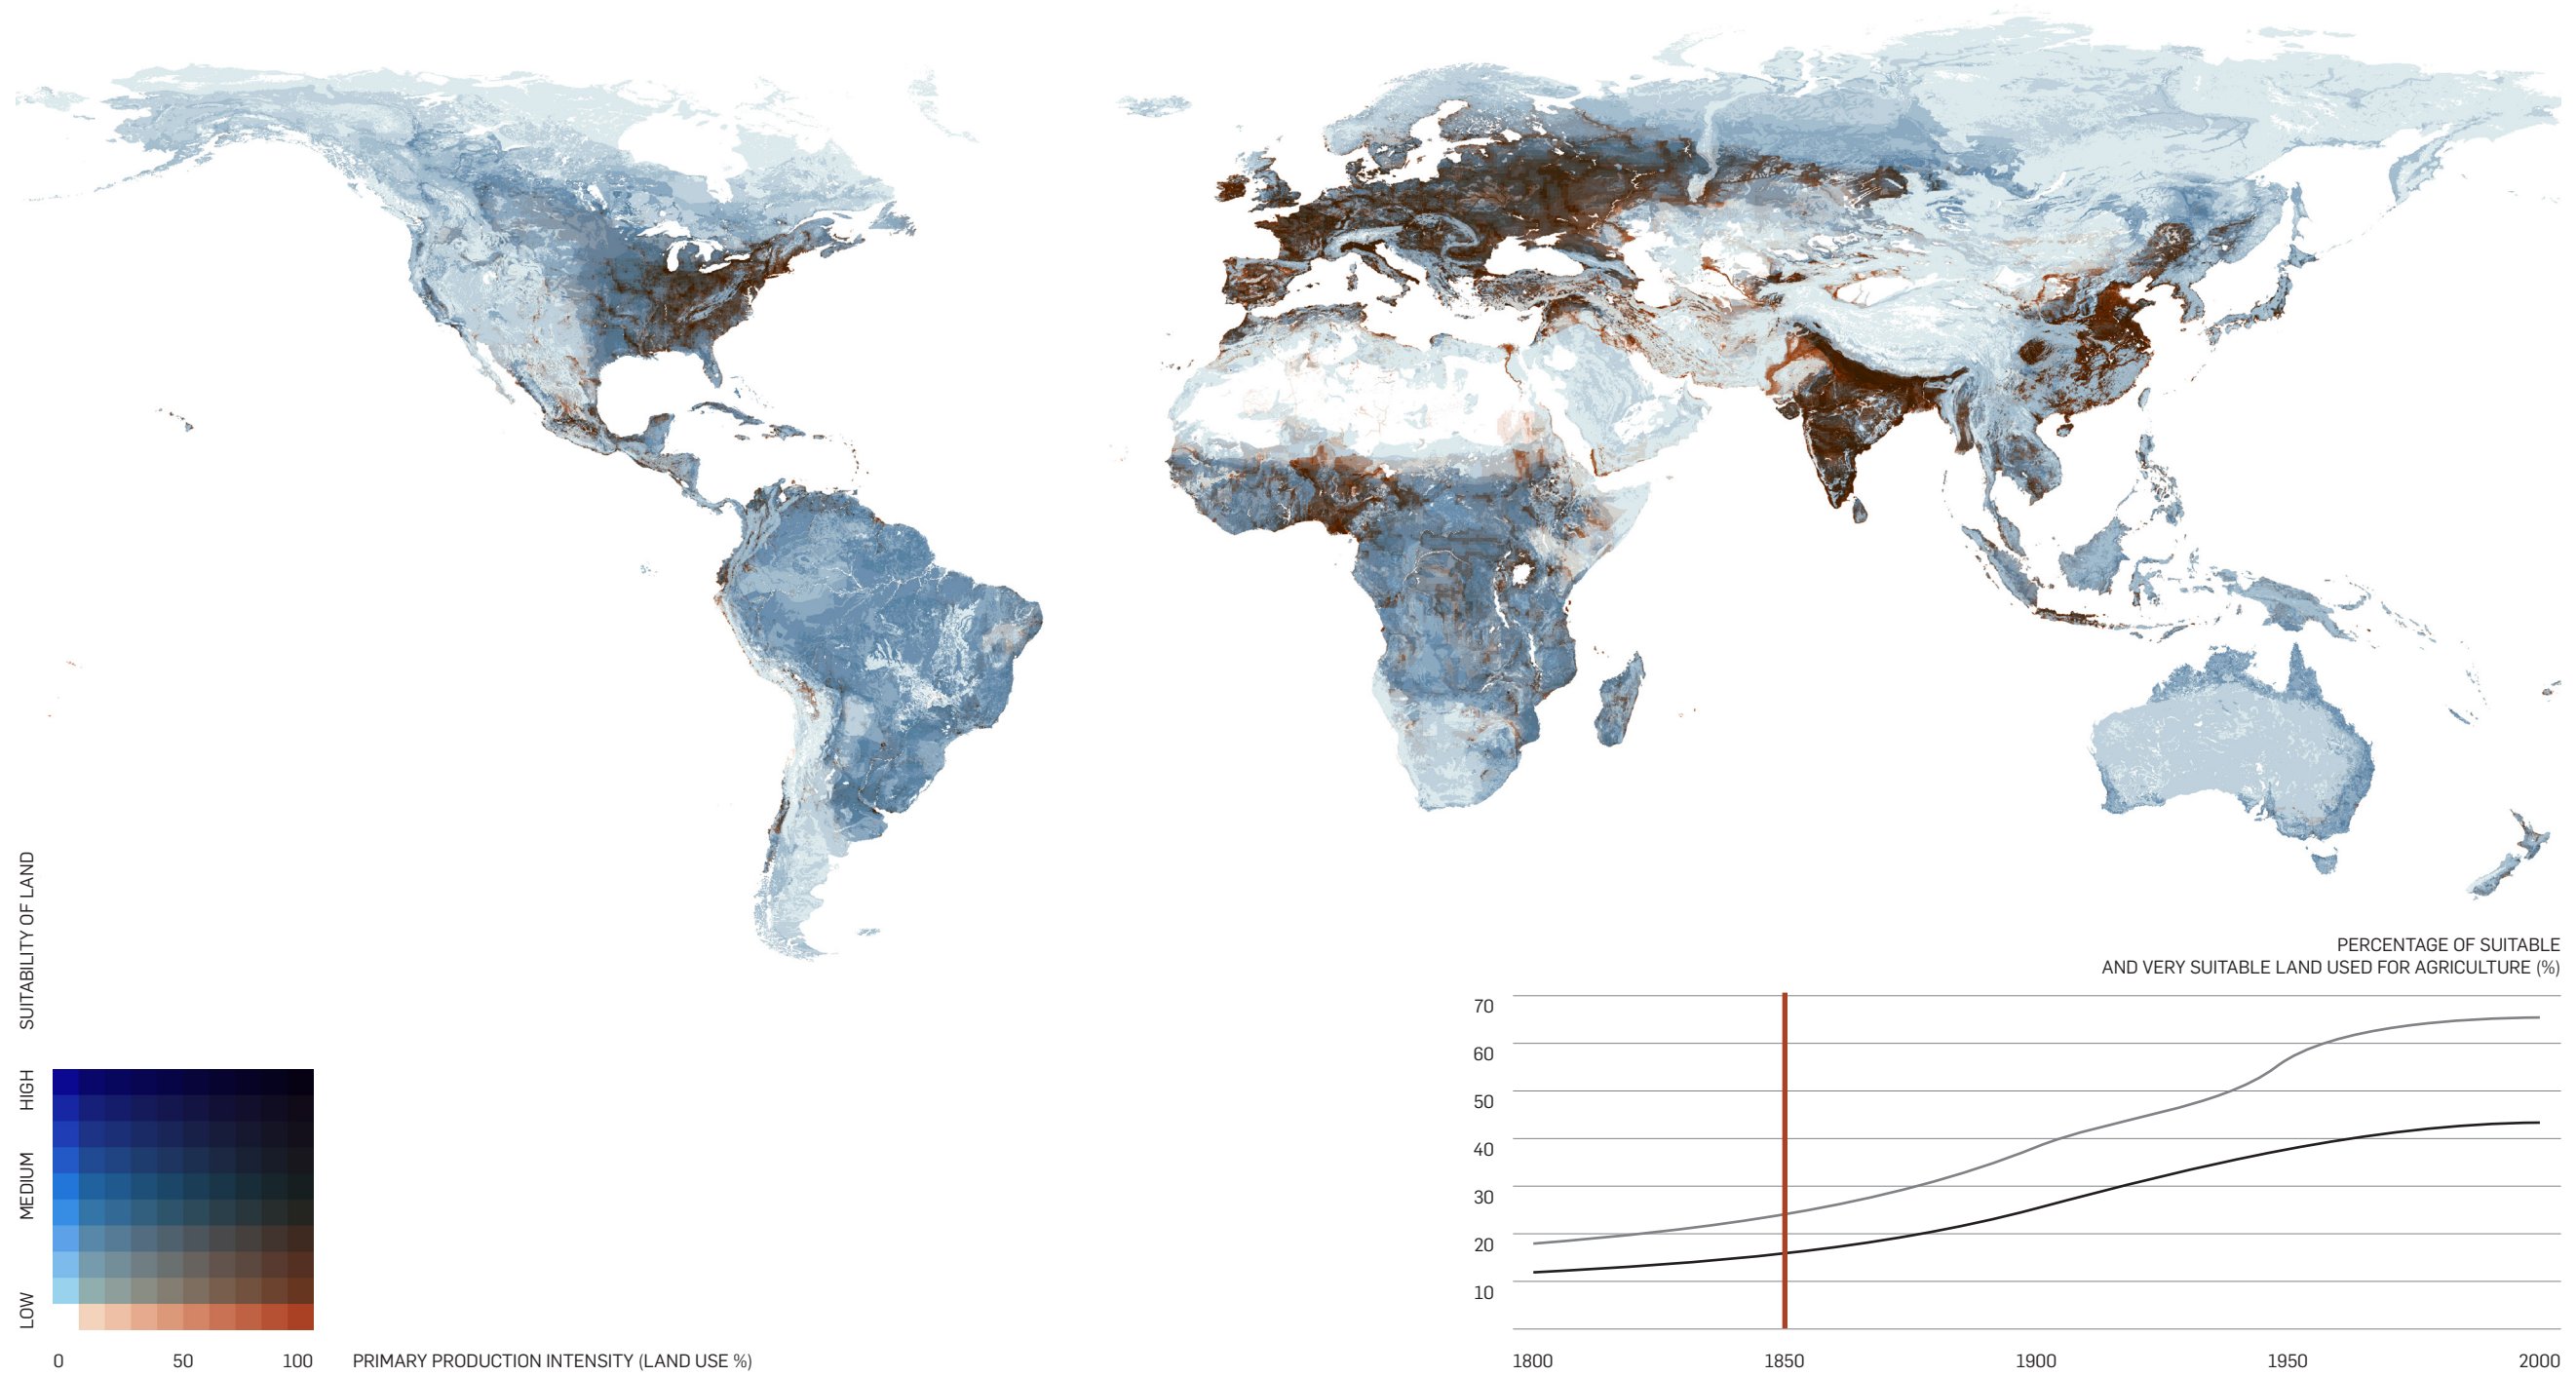 SUITABILITY OF LAND
HIGH
MEDIUM
LOW
0
50
100
PRIMARY PRODUCTION INTENSITY (LAND USE %)
PERCENTAGE OF SUITABLE
AND VERY SUITABLE LAND USED FOR AGRICULTURE (%)
70
60
50
40
30
20
10
1800
1850
1900
1950
2000